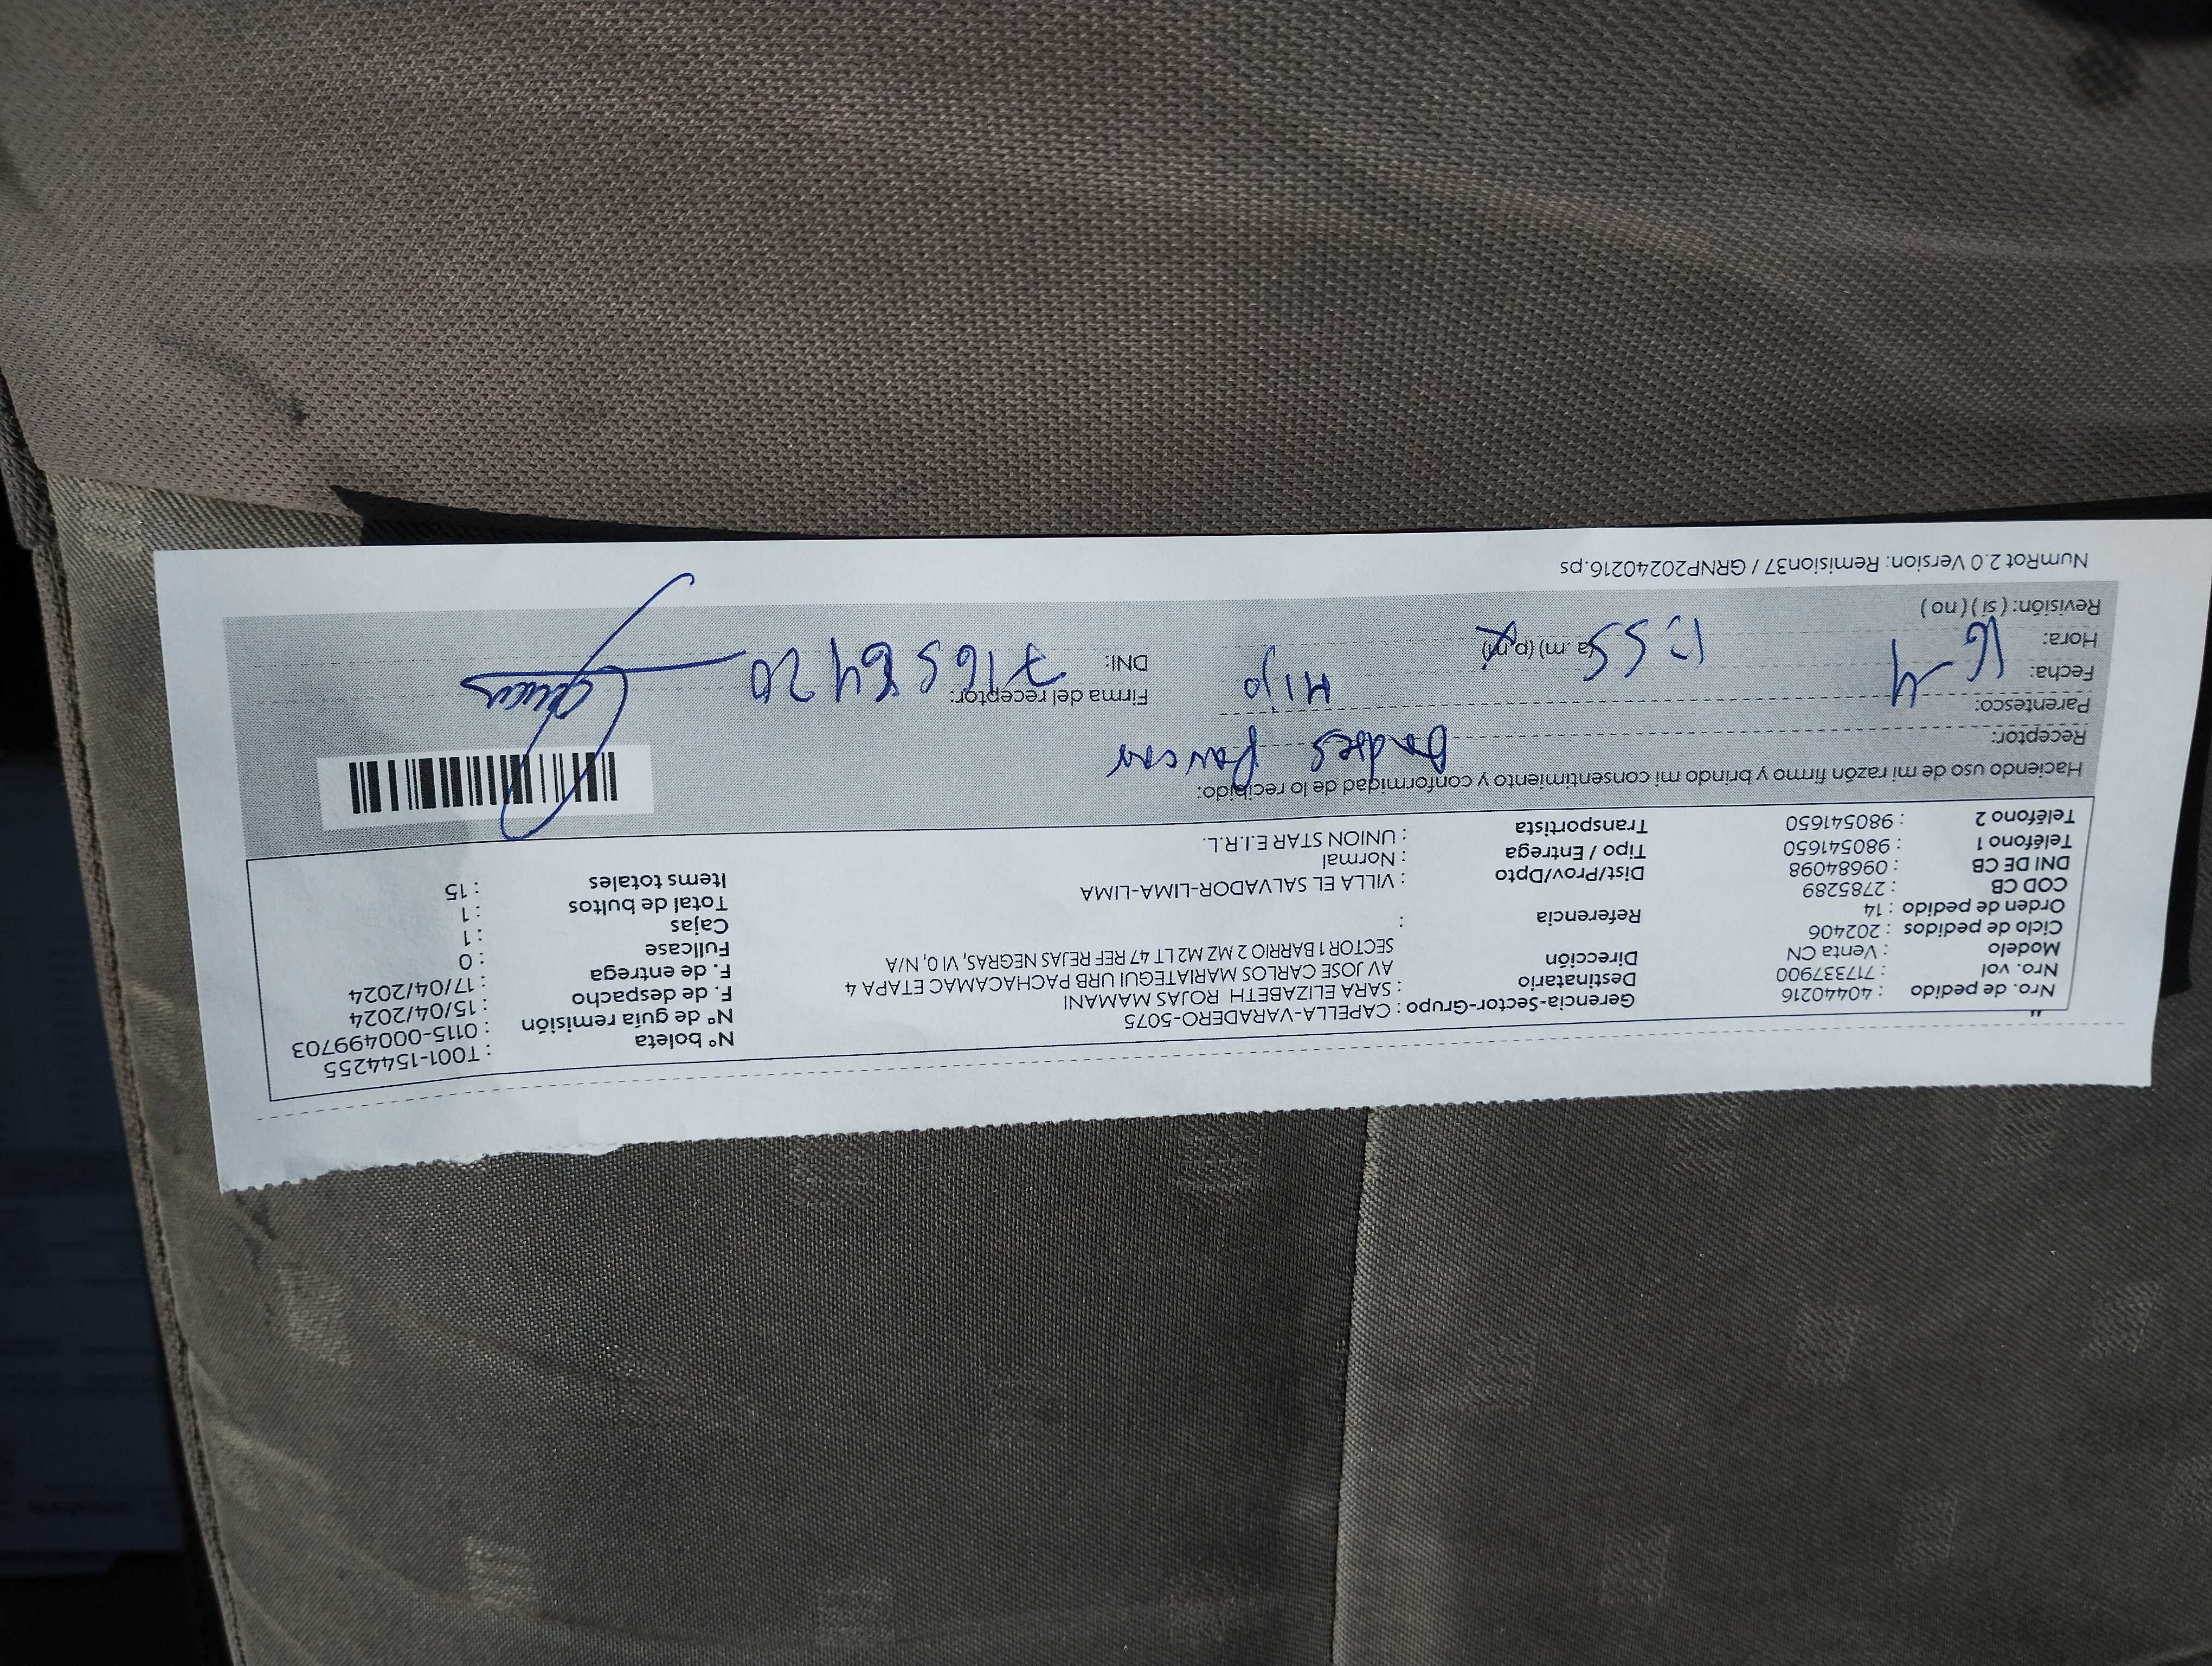 Nro. de pedido : 40440216
Nro. vol : 717337900
Modelo : Venta CN
Ciclo de pedidos : 202406
Orden de pedido : 14
COD CB : 2785289
DNI DE CB : 09684098
Teléfono 1 : 980541650
Teléfono 2 : 980541650
Gerencia-Sector-Grupo : CAPELLA-VARADERO-5075
Destinatario : SARA ELIZABETH ROJAS MAMANI
Dirección AV JOSE CARLOS MARIATEGUI URB PACHACAMAC ETAPA 4
SECTOR 1 BARRIO 2 MZ M2 LT 47 REF REJAS NEGRAS, VI 0, N/A
Referencia :
Dist/Prov/Dpto : VILLA EL SALVADOR-LIMA-LIMA
Tipo / Entrega : Normal
Transportista : UNION STAR E.I.R.L.
N° boleta : T001-1544255
N° de guía remisión : 0115-000499703
F. de despacho : 15/04/2024
F. de entrega : 17/04/2024
Fullcase : 0
Cajas : 1
Total de bultos : 1
Items totales : 15
Haciendo uso de mi razón firmo y brindo mi consentimiento y conformidad de lo recibido:
Receptor:
Parentesco: Hijo
Fecha: 16-4
Hora: 1:55 (a .m) (p.m)
Revisión: ( si ) ( no )
Firma del receptor:
DNI: 71658420
NumRot 2.0 Version: Remision37 / GRNP20240216.ps